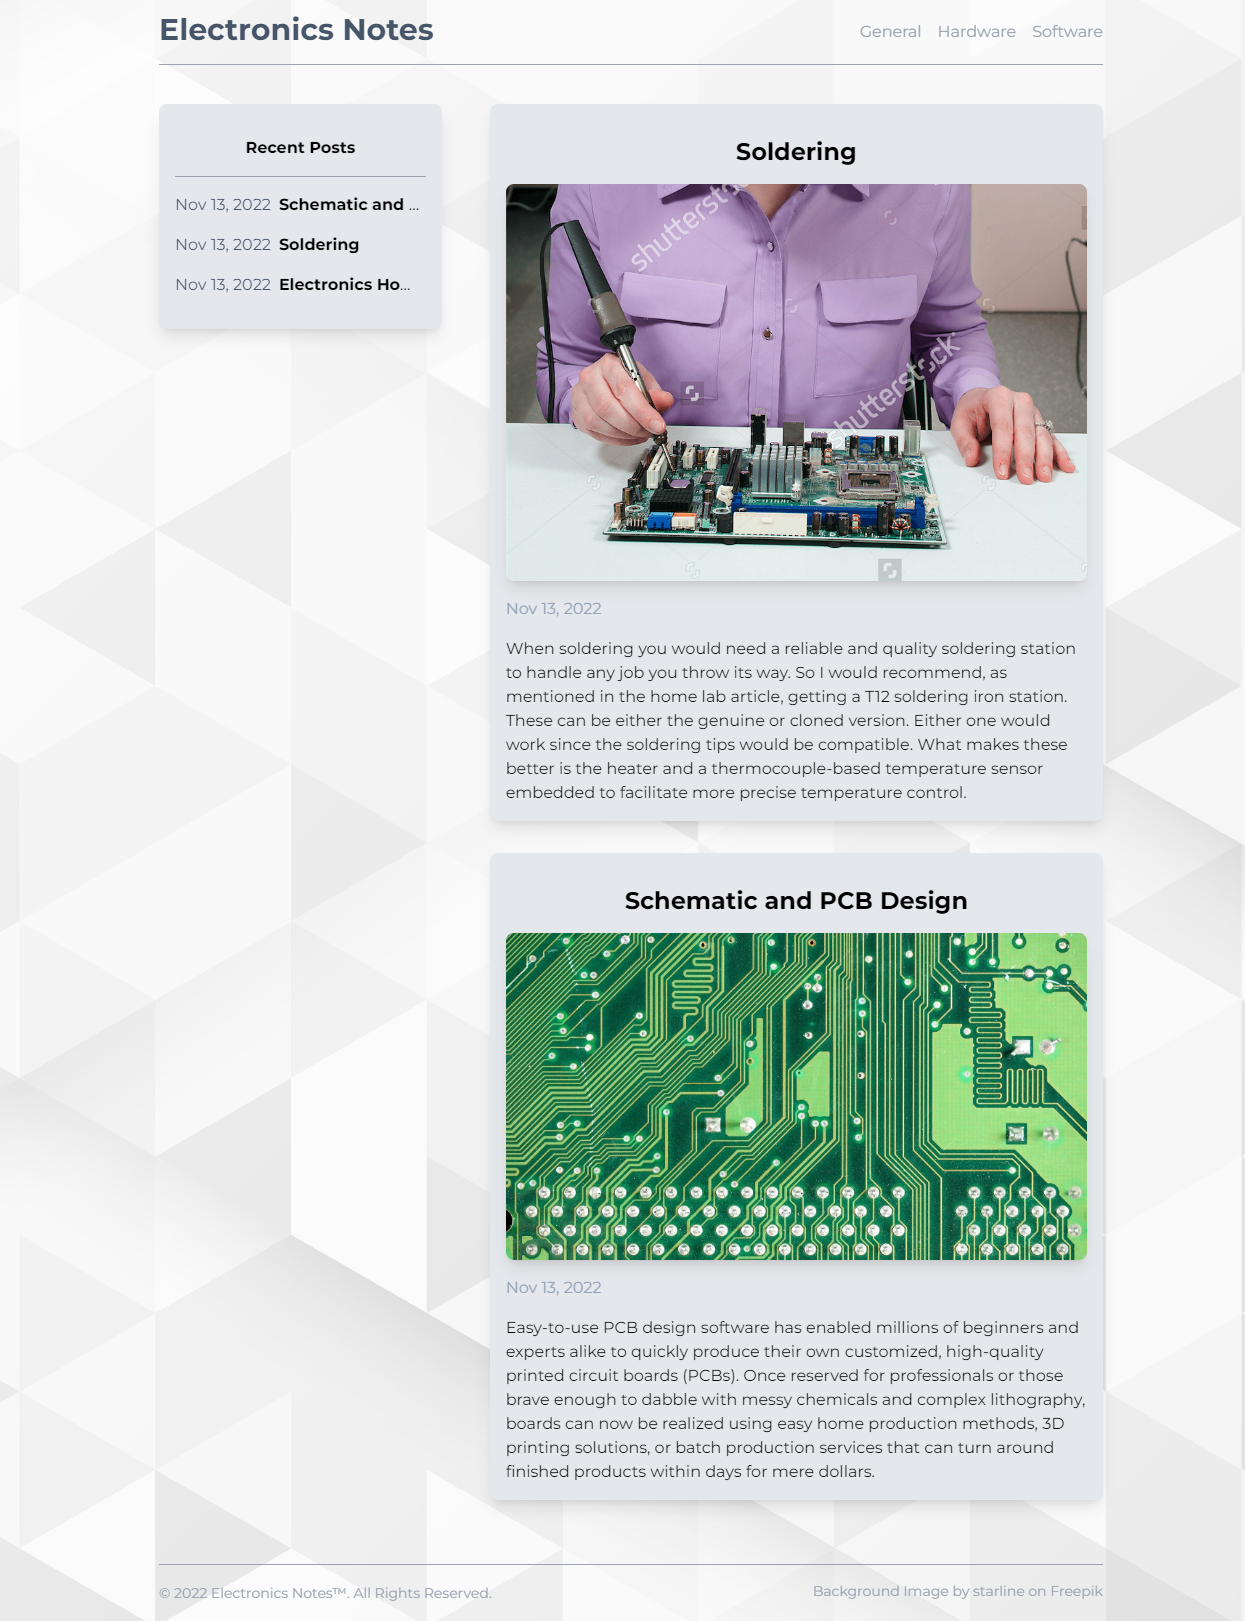 Electronics Notes
General Hardware Software
Recent Posts
Nov 13, 2022 Schematic and ...
Nov 13, 2022 Soldering
Nov 13, 2022 Electronics Ho...
Soldering
shutterstock
shutterstock
Nov 13, 2022
When soldering you would need a reliable and quality soldering station
to handle any job you throw its way. So I would recommend, as
mentioned in the home lab article, getting a T12 soldering iron station.
These can be either the genuine or cloned version. Either one would
work since the soldering tips would be compatible. What makes these
better is the heater and a thermocouple-based temperature sensor
embedded to facilitate more precise temperature control.
Schematic and PCB Design
Nov 13, 2022
Easy-to-use PCB design software has enabled millions of beginners and
experts alike to quickly produce their own customized, high-quality
printed circuit boards (PCBs). Once reserved for professionals or those
brave enough to dabble with messy chemicals and complex lithography,
boards can now be realized using easy home production methods, 3D
printing solutions, or batch production services that can turn around
finished products within days for mere dollars.
© 2022 Electronics Notes™. All Rights Reserved.
Background Image by starline on Freepik